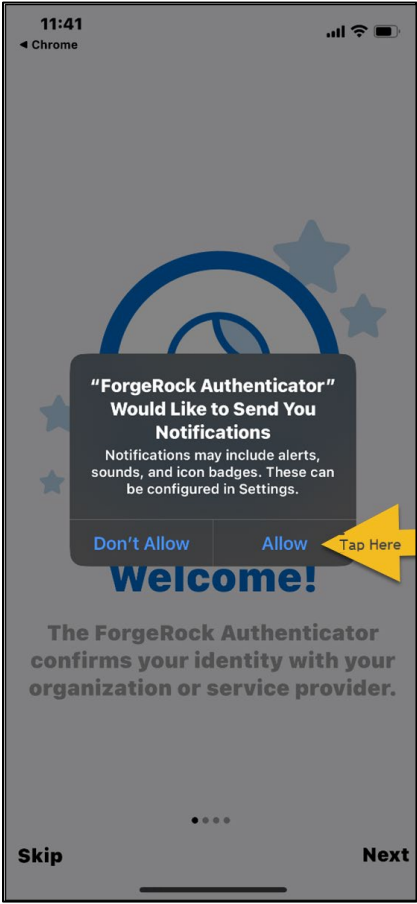 11:41
◀ Chrome
“ForgeRock Authenticator”
Would Like to Send You
Notifications
Notifications may include alerts,
sounds, and icon badges. These can
be configured in Settings.
Don’t Allow
Allow
Tap Here
Welcome!
The ForgeRock Authenticator
confirms your identity with your
organization or service provider.
Skip
Next